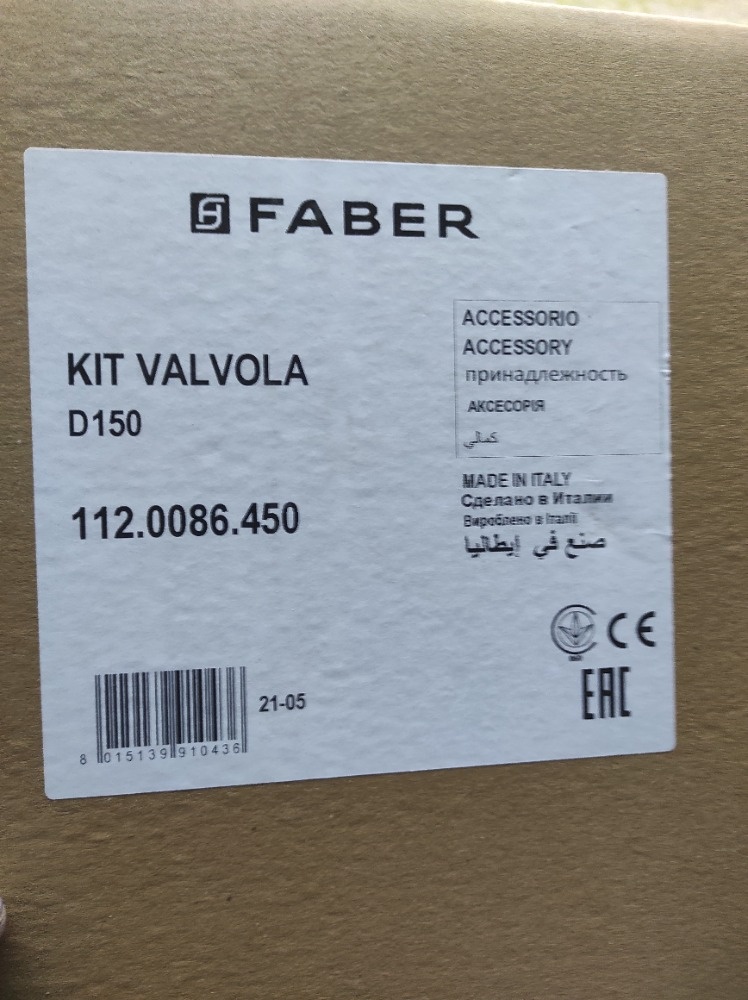 FABER
KIT VALVOLA
D150
112.0086.450
ACCESSORIO
ACCESSORY
принадлежность
АКСЕСОРІЯ
كمالي
MADE IN ITALY
Сделано в Италии
Вироблено в Італії
صنع في إيطاليا
CE
EAC
21-05
8 015139 910436